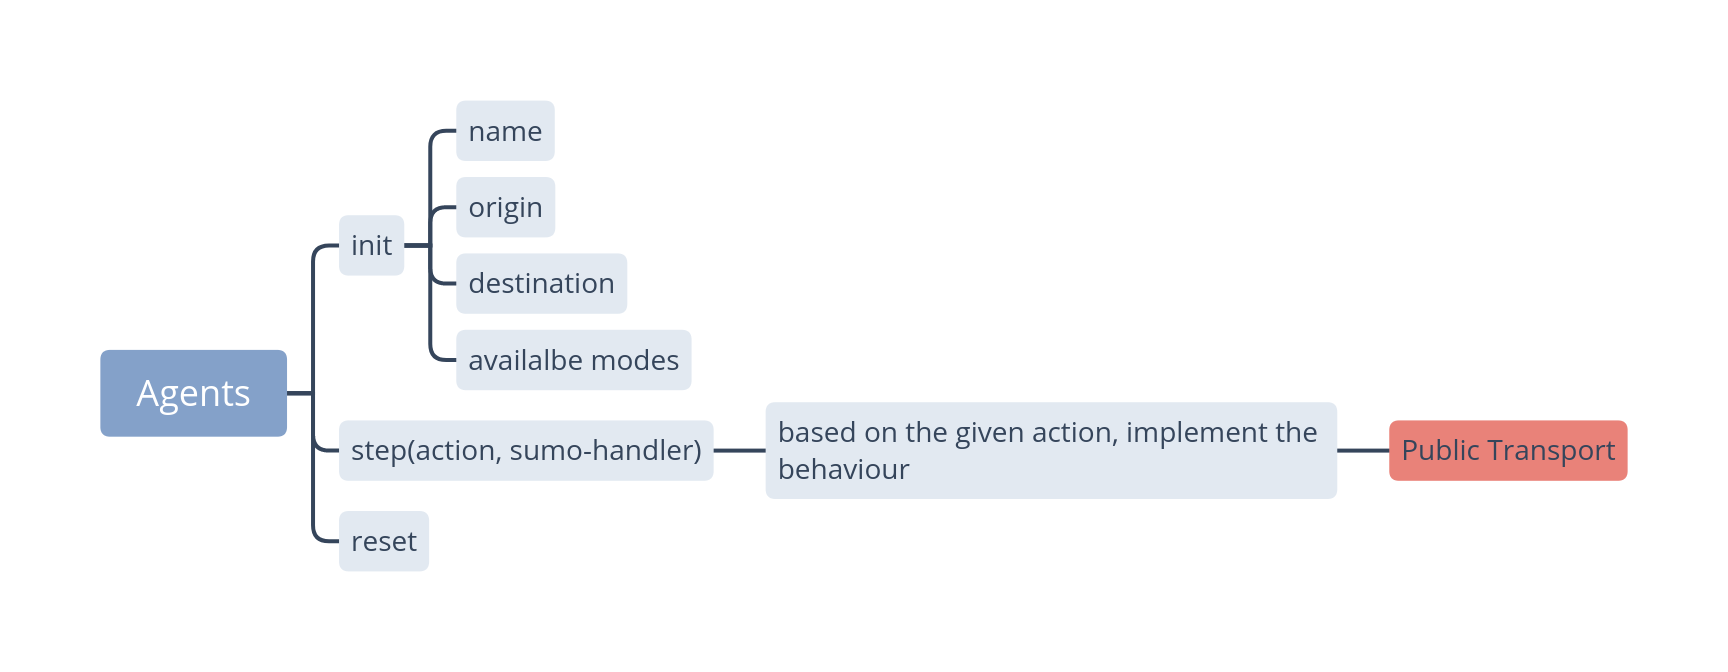 name
origin
init
destination
availalbe modes
Agents
step(action, sumo-handler)
based on the given action, implement the
behaviour
Public Transport
reset